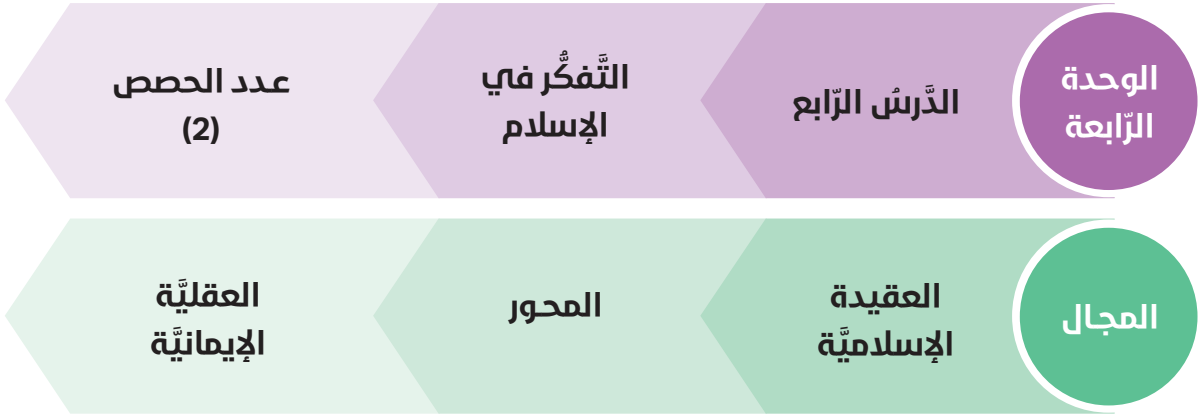 الوحدة
الرّابعة
الدَّرسُ الرّابع
التَّفكُّر في
الإسلام
عدد الحصص
(2)
المجال
العقيدة
الإسلاميَّة
المحور
العقليَّة
الإيمانيَّة